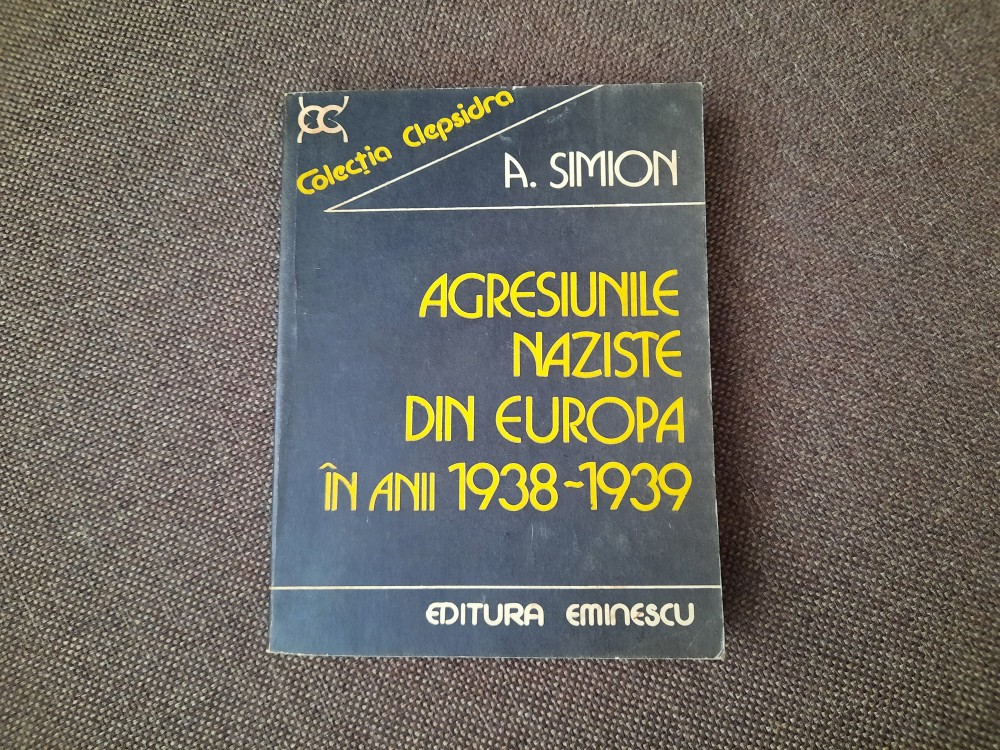 Colecția Clepsidra
A. SIMION
AGRESIUNILE
NAZISTE
DIN EUROPA
ÎN ANII 1938-1939
EDITURA EMINESCU